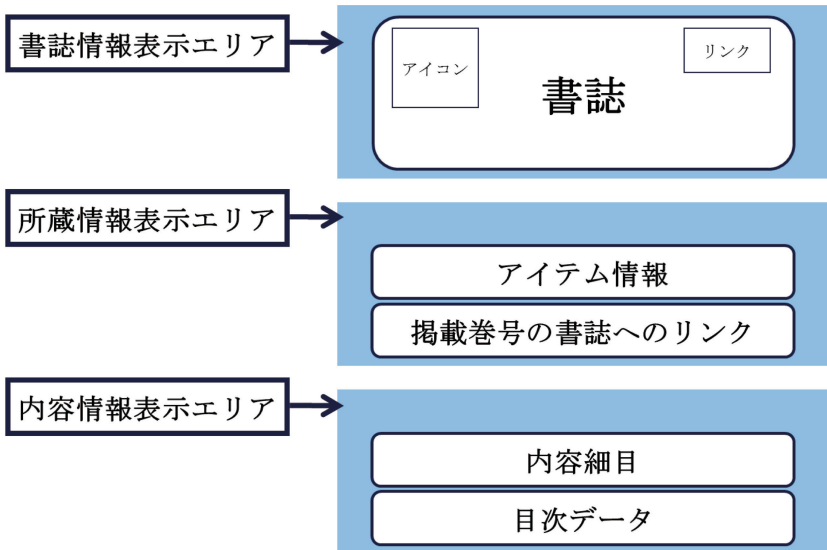 書誌情報表示エリア
アイコン
リンク
書誌
所蔵情報表示エリア
アイテム情報
掲載巻号の書誌へのリンク
内容情報表示エリア
内容細目
目次データ